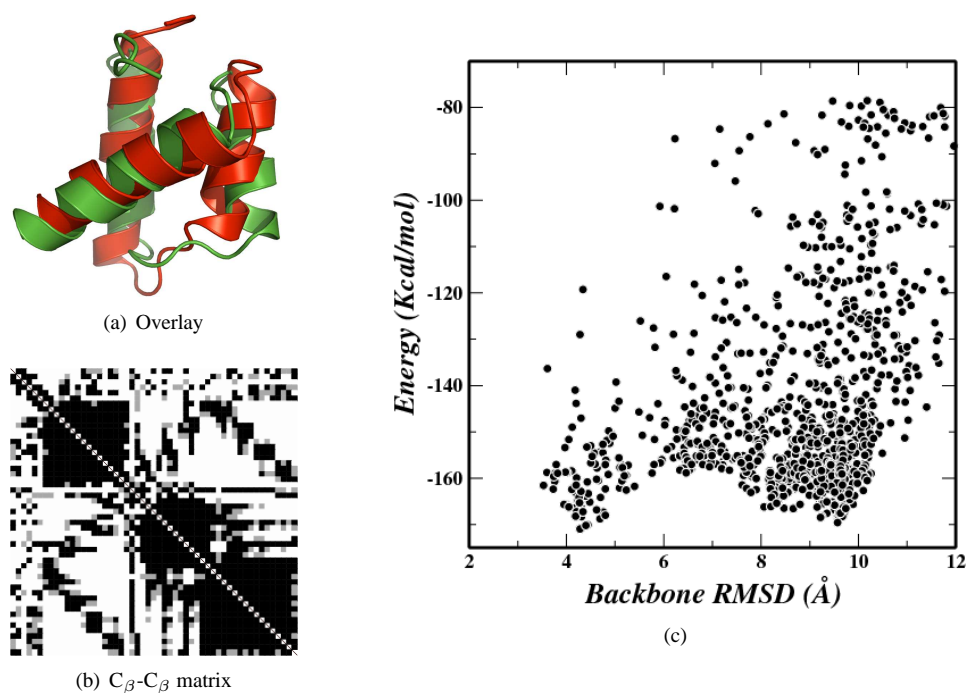 (a) Overlay
(b) Cβ-Cβ matrix
-80
-100
-120
-140
-160
Energy (Kcal/mol)
2 4 6 8 10 12
Backbone RMSD (Å)
(c)